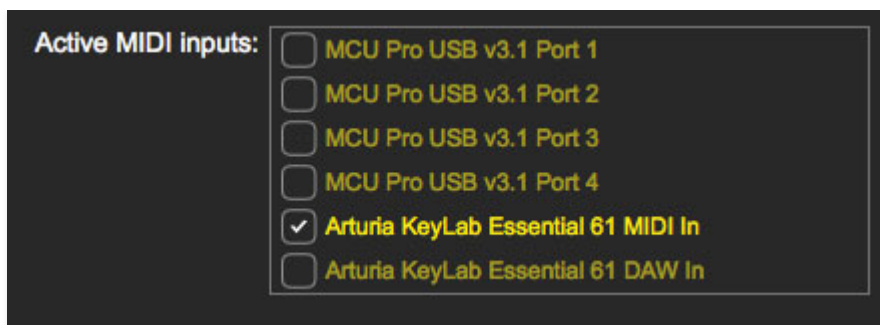 Active MIDI inputs:
MCU Pro USB v3.1 Port 1
MCU Pro USB v3.1 Port 2
MCU Pro USB v3.1 Port 3
MCU Pro USB v3.1 Port 4
Arturia KeyLab Essential 61 MIDI In
Arturia KeyLab Essential 61 DAW In